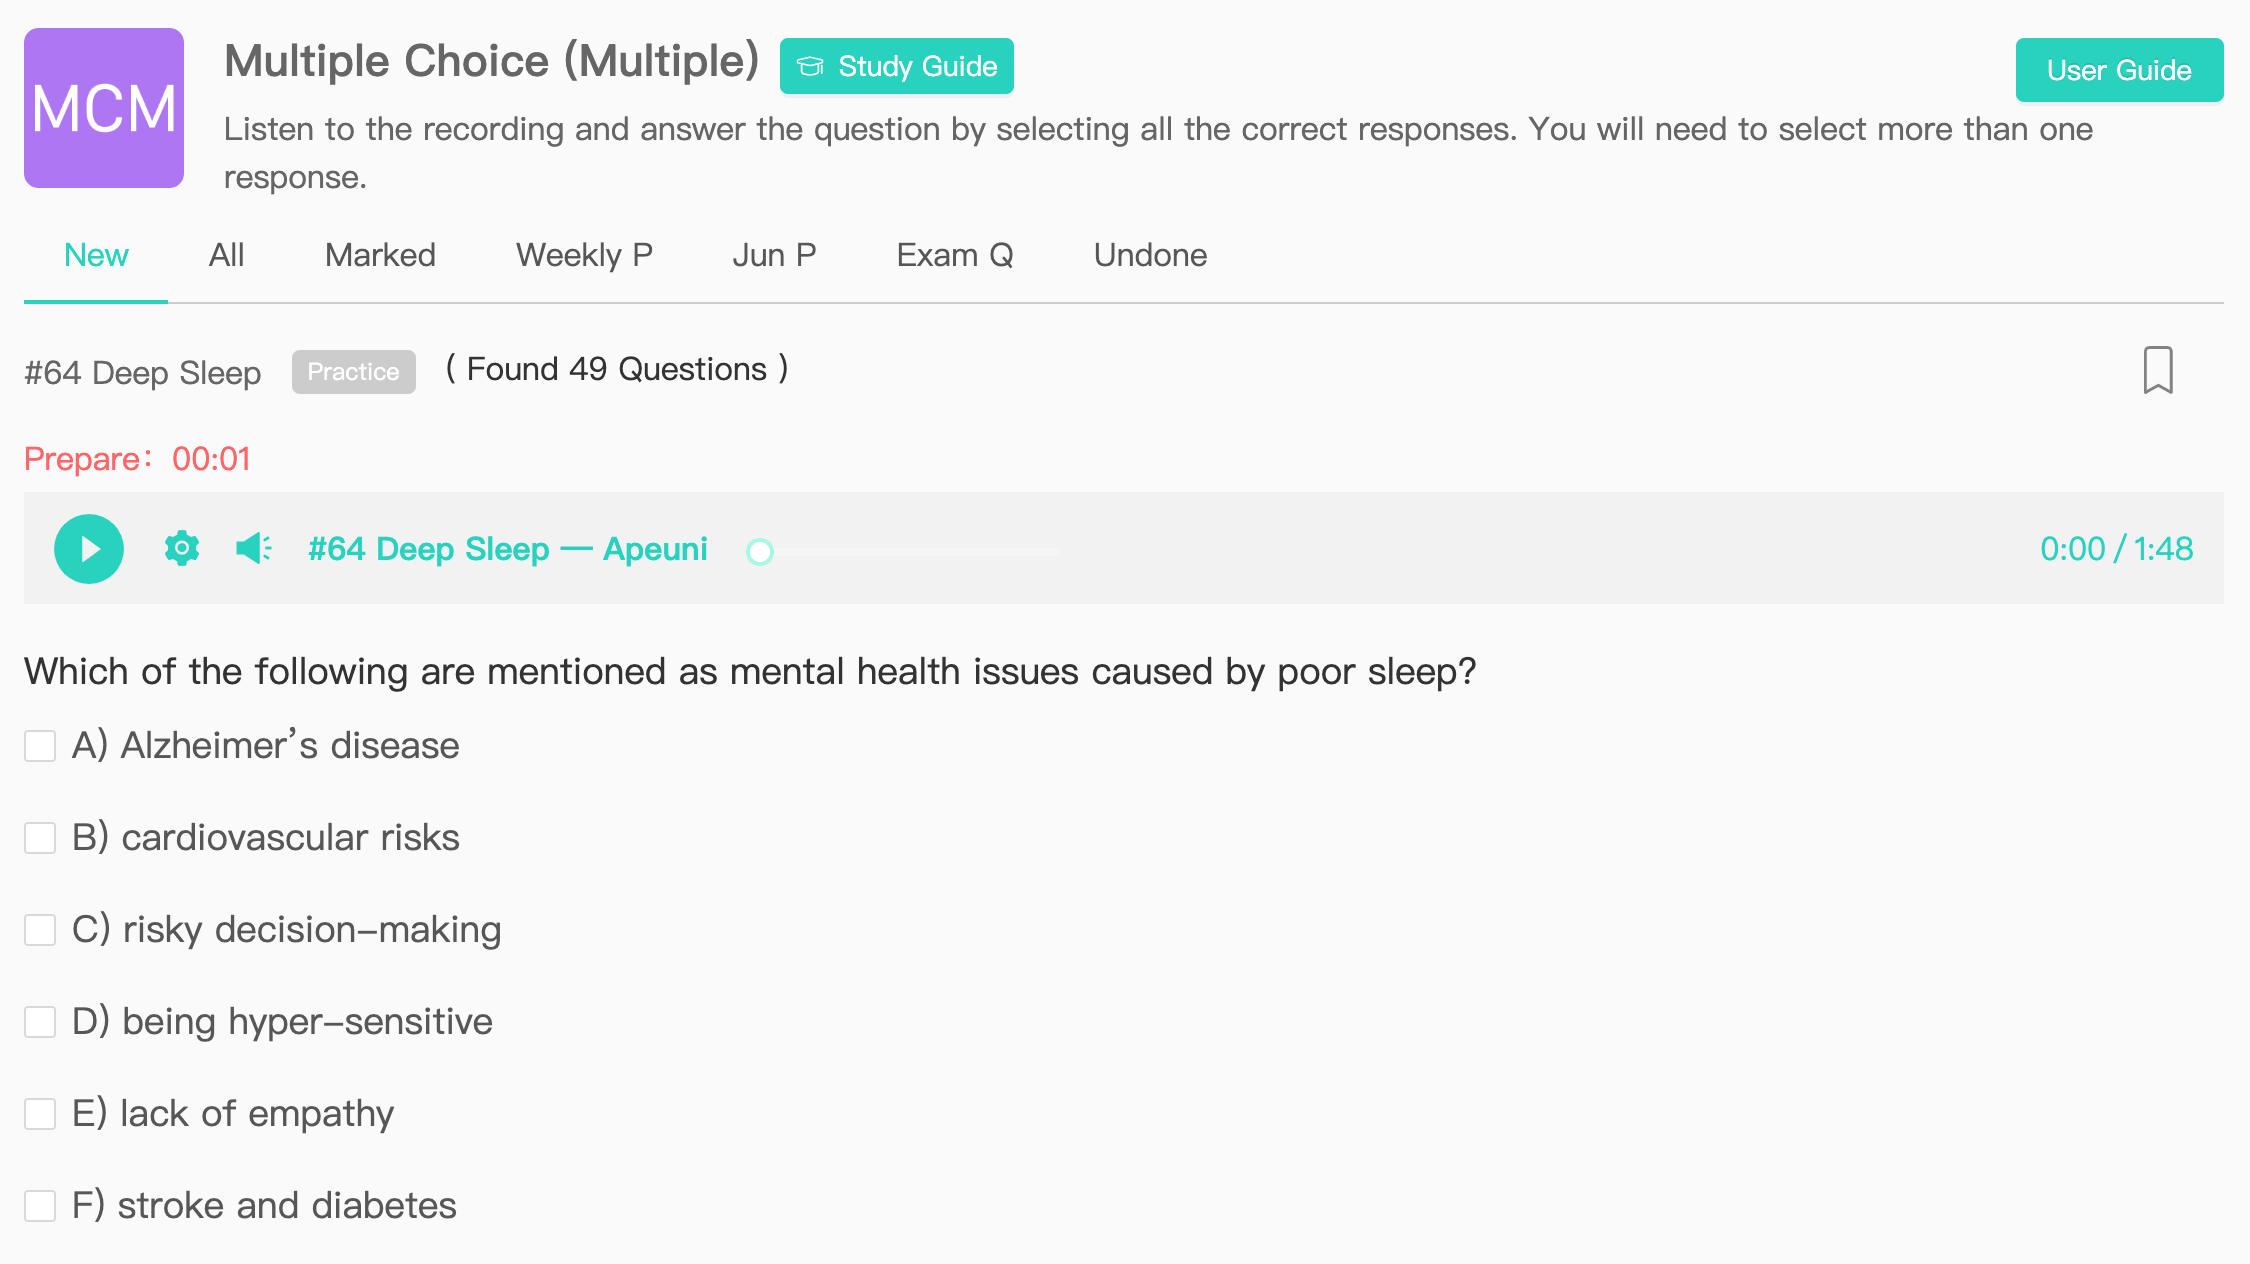 MCM
Multiple Choice (Multiple)
Study Guide
User Guide
Listen to the recording and answer the question by selecting all the correct responses. You will need to select more than one
response.
New All Marked Weekly P Jun P Exam Q Undone
#64 Deep Sleep Practice ( Found 49 Questions )
Prepare： 00:01
#64 Deep Sleep — Apeuni 0:00 / 1:48
Which of the following are mentioned as mental health issues caused by poor sleep?
A) Alzheimer’s disease
B) cardiovascular risks
C) risky decision–making
D) being hyper–sensitive
E) lack of empathy
F) stroke and diabetes